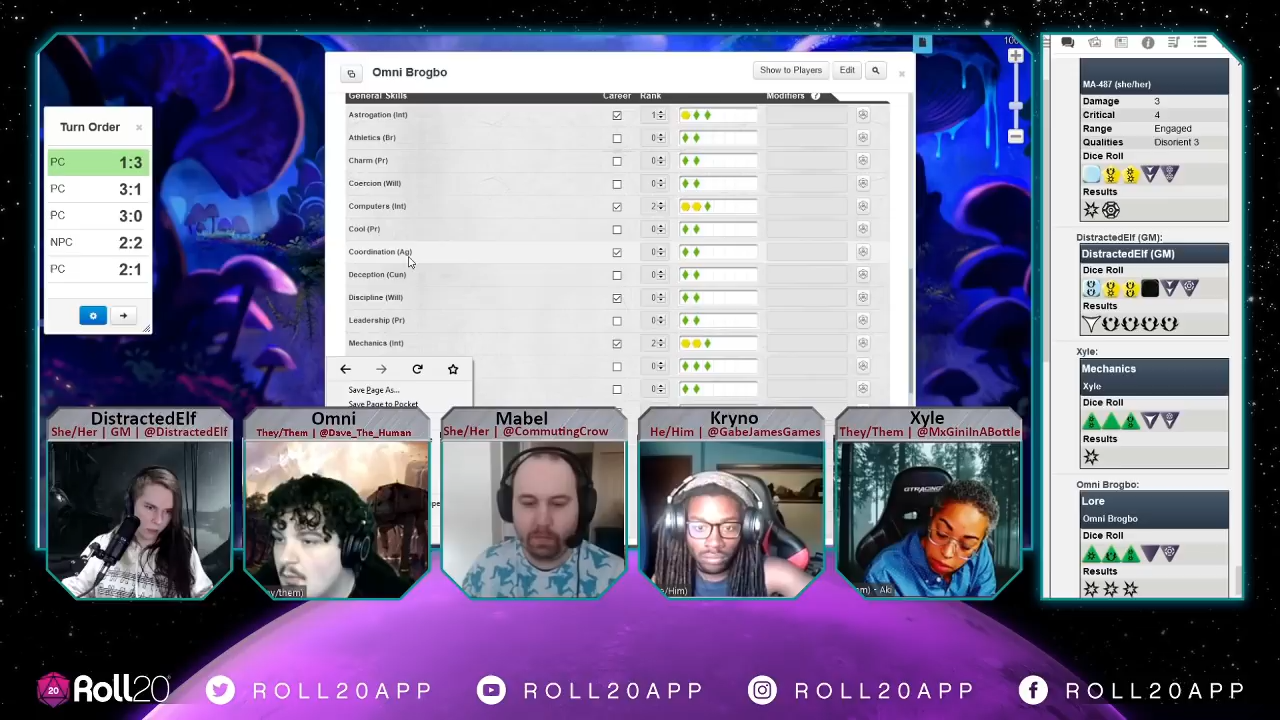 Turn Order
PC 1:3
PC 3:1
PC 3:0
NPC 2:2
PC 2:1
100
Omni Brogbo
Show to Players
Edit
General Skills Career Rank Modifiers
Astrogation (Int) 1
Athletics (Br) 0
Charm (Pr) 0
Coercion (Will) 0
Computers (Int) 2
Cool (Pr) 0
Coordination (Ag) 0
Deception (Cun) 0
Discipline (Will) 0
Leadership (Pr) 0
Mechanics (Int) 2
0
0
Save Page As...
Save Page to Pocket
MA-487 (she/her)
Damage 3
Critical 4
Range Engaged
Qualities Disorient 3
Dice Roll
Results
DistractedElf (GM):
DistractedElf (GM)
Dice Roll
Results
Xyle:
Mechanics
Xyle
Dice Roll
Results
Omni Brogbo:
Lore
Omni Brogbo
Dice Roll
Results
DistractedElf
She/Her | GM | @DistractedElf
Omni
They/Them | @Dave_The_Human
Mabel
She/Her | @CommutingCrow
Kryno
He/Him | @GabeJamesGames
Xyle
They/Them | @MxGiniInABottle
GTRACING
20 Roll20
ROLL20APP
ROLL20APP
ROLL20APP
ROLL20APP